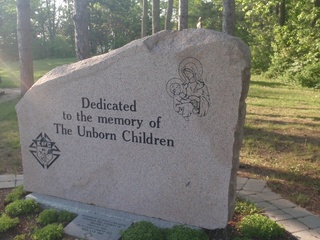 Dedicated
to the memory of
The Unborn Children